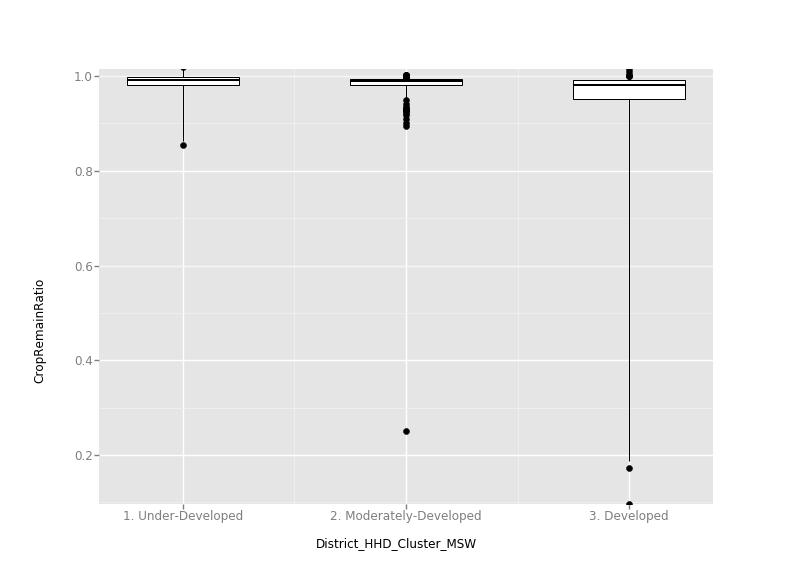 1.0
0.8
0.6
0.4
0.2
CropRemainRatio
1. Under-Developed
2. Moderately-Developed
3. Developed
District_HHD_Cluster_MSW